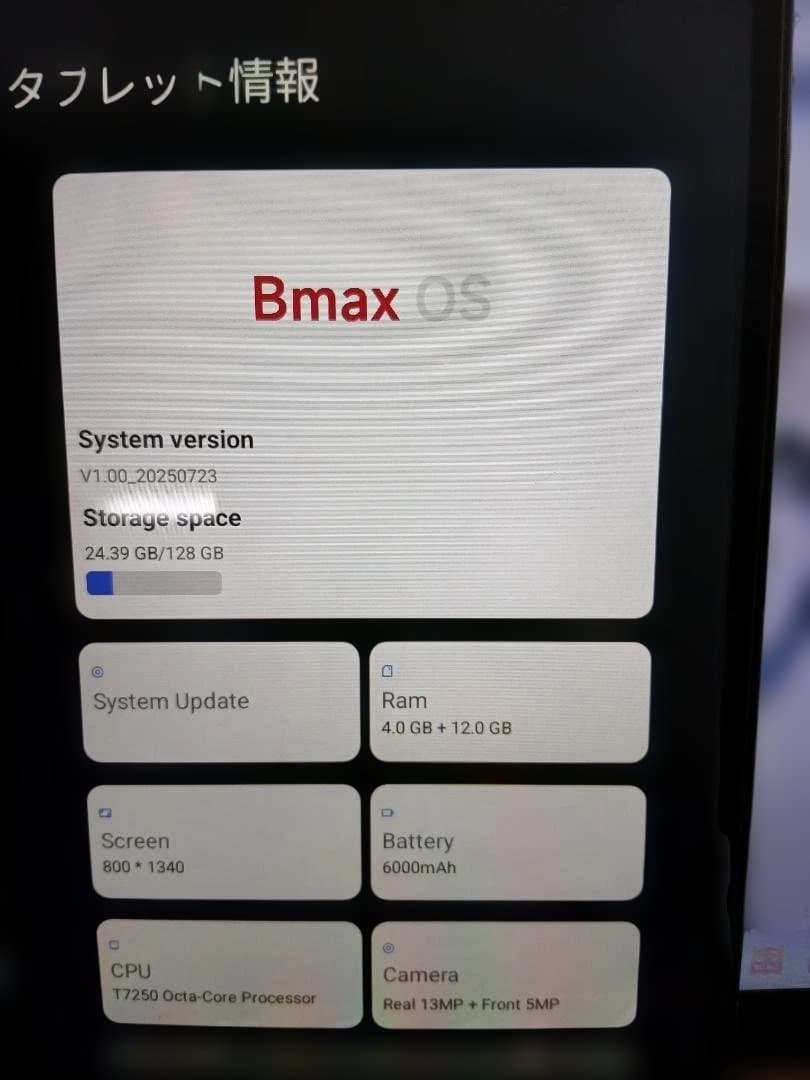 タブレット情報
Bmax OS
System version
V1.00_20250723
Storage space
24.39 GB/128 GB
System Update
Ram
4.0 GB + 12.0 GB
Screen
800 * 1340
Battery
6000mAh
CPU
T7250 Octa-Core Processor
Camera
Real 13MP + Front 5MP